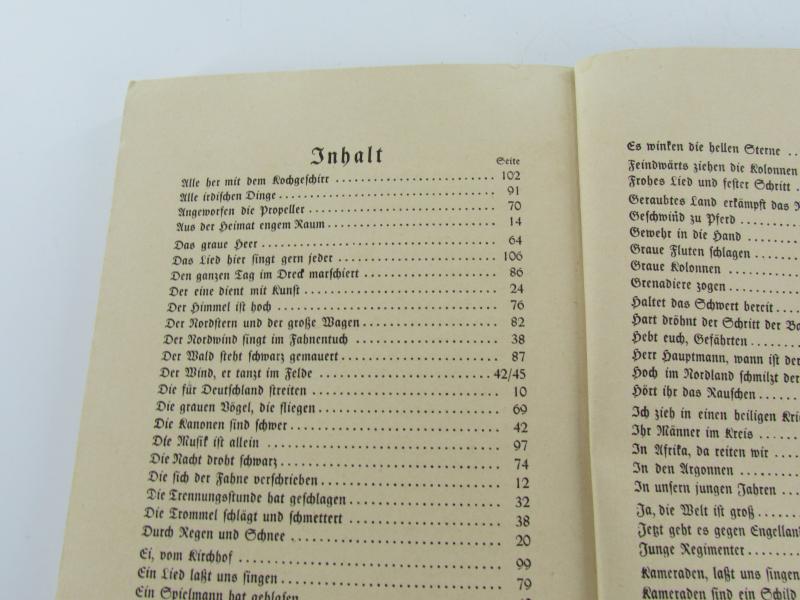 Inhalt
Seite
Alle her mit dem Kochgeschirr 102
Alle irdischen Dinge 91
Angeworfen die Propeller 70
Aus der Heimat engem Raum 14
Das graue Heer 64
Das Lied hier singt gern jeder 106
Den ganzen Tag im Dreck marschiert 86
Der eine dient mit Kunst 24
Der Himmel ist hoch 76
Der Nordstern und der große Wagen 82
Der Nordwind singt im Fahnentuch 38
Der Wald steht schwarz gemauert 87
Der Wind, er tanzt im Felde 42/45
Die für Deutschland streiten 10
Die grauen Vögel, die fliegen 69
Die Kanonen sind schwer 42
Die Musik ist allein 97
Die Nacht droht schwarz 74
Die sich der Fahne verschrieben 12
Die Trennungsstunde hat geschlagen 32
Die Trommel schlägt und schmettert 38
Durch Regen und Schnee 20
Ei, vom Kirchhof 99
Ein Lied laßt uns singen 79
Ein Spielmann hat geblasen
Es winken die hellen Sterne
Feindwärts ziehen die Kolonnen
Frohes Lied und fester Schritt
Geraubtes Land erkämpft das
Geschwind zu Pferd
Gewehr in die Hand
Graue Fluten schlagen
Graue Kolonnen
Grenadiere zogen
Haltet das Schwert bereit
Hart dröhnt der Schritt der
Hebt euch, Gefährten
Herr Hauptmann, wann ist der
Hoch im Nordland schmilzt der
Hört ihr das Rauschen
Ich zieh in einen heiligen
Ihr Männer im Kreis
In Afrika, da reiten wir
In den Argonnen
In unsern jungen Jahren
Ja, die Welt ist groß
Jetzt geht es gegen Engelland
Junge Regimenter
Kameraden, laßt uns singen
Kameraden sind ein Schild